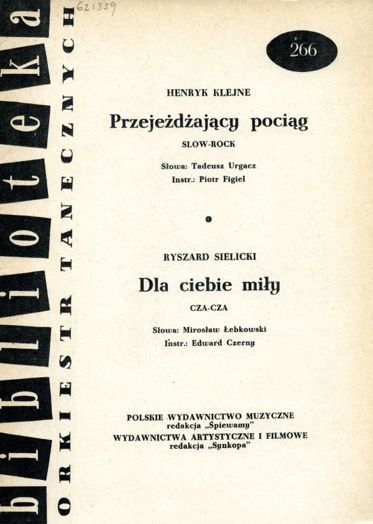 62:359
biblioteka
ORKIESTR TANECZNYCH
266
HENRYK KLEJNE
Przejeżdżający pociąg
SLOW-ROCK
Słowa: Tadeusz Urgacz
Instr.: Piotr Figiel
RYSZARD SIELICKI
Dla ciebie miły
CZA-CZA
Słowa: Mirosław Łebkowski
Instr.: Edward Czerny
POLSKIE WYDAWNICTWO MUZYCZNE
redakcja „Śpiewamy"
WYDAWNICTWA ARTYSTYCZNE I FILMOWE
redakcja „Synkopa"